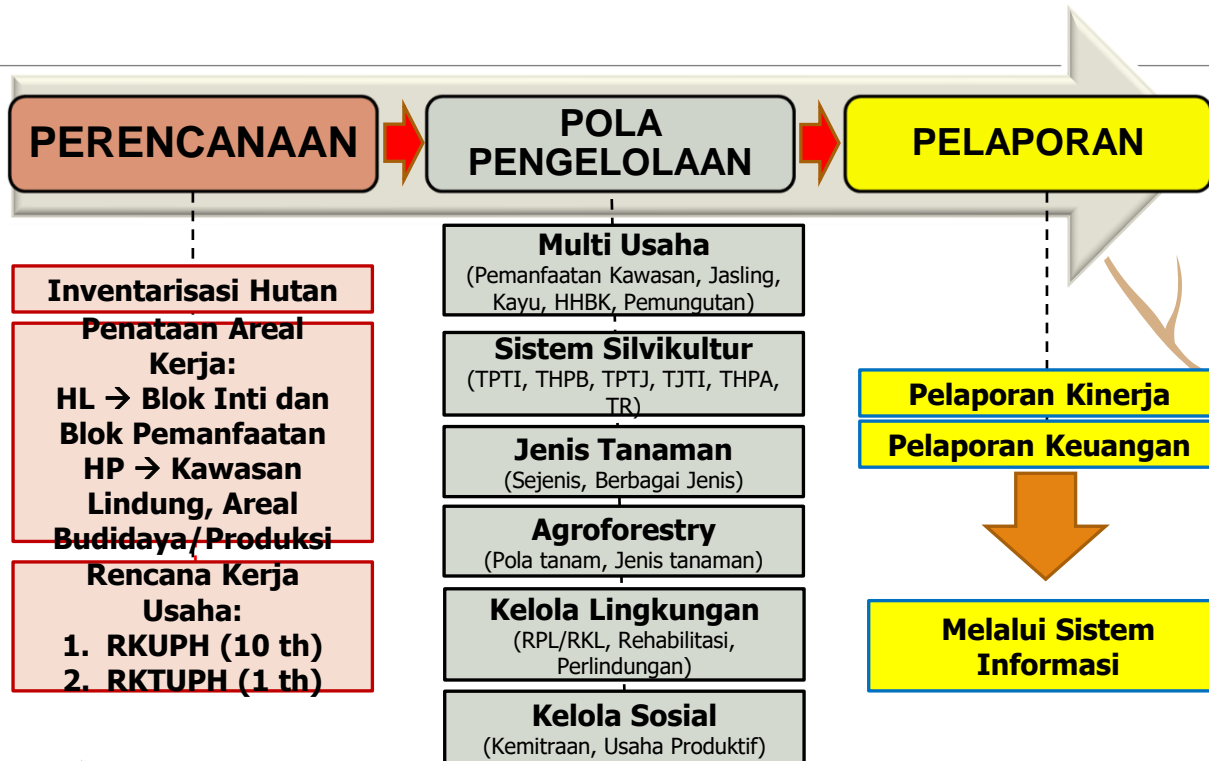 PERENCANAAN
POLA
PENGELOLAAN
PELAPORAN
Inventarisasi Hutan
Penataan Areal
Kerja:
HL → Blok Inti dan
Blok Pemanfaatan
HP → Kawasan
Lindung, Areal
Budidaya/Produksi
Rencana Kerja
Usaha:
1. RKUPH (10 th)
2. RKTUPH (1 th)
Multi Usaha
(Pemanfaatan Kawasan, Jasling,
Kayu, HHBK, Pemungutan)
Sistem Silvikultur
(TPTI, THPB, TPTJ, TJTI, THPA,
TR)
Jenis Tanaman
(Sejenis, Berbagai Jenis)
Agroforestry
(Pola tanam, Jenis tanaman)
Kelola Lingkungan
(RPL/RKL, Rehabilitasi,
Perlindungan)
Kelola Sosial
(Kemitraan, Usaha Produktif)
Pelaporan Kinerja
Pelaporan Keuangan
Melalui Sistem
Informasi